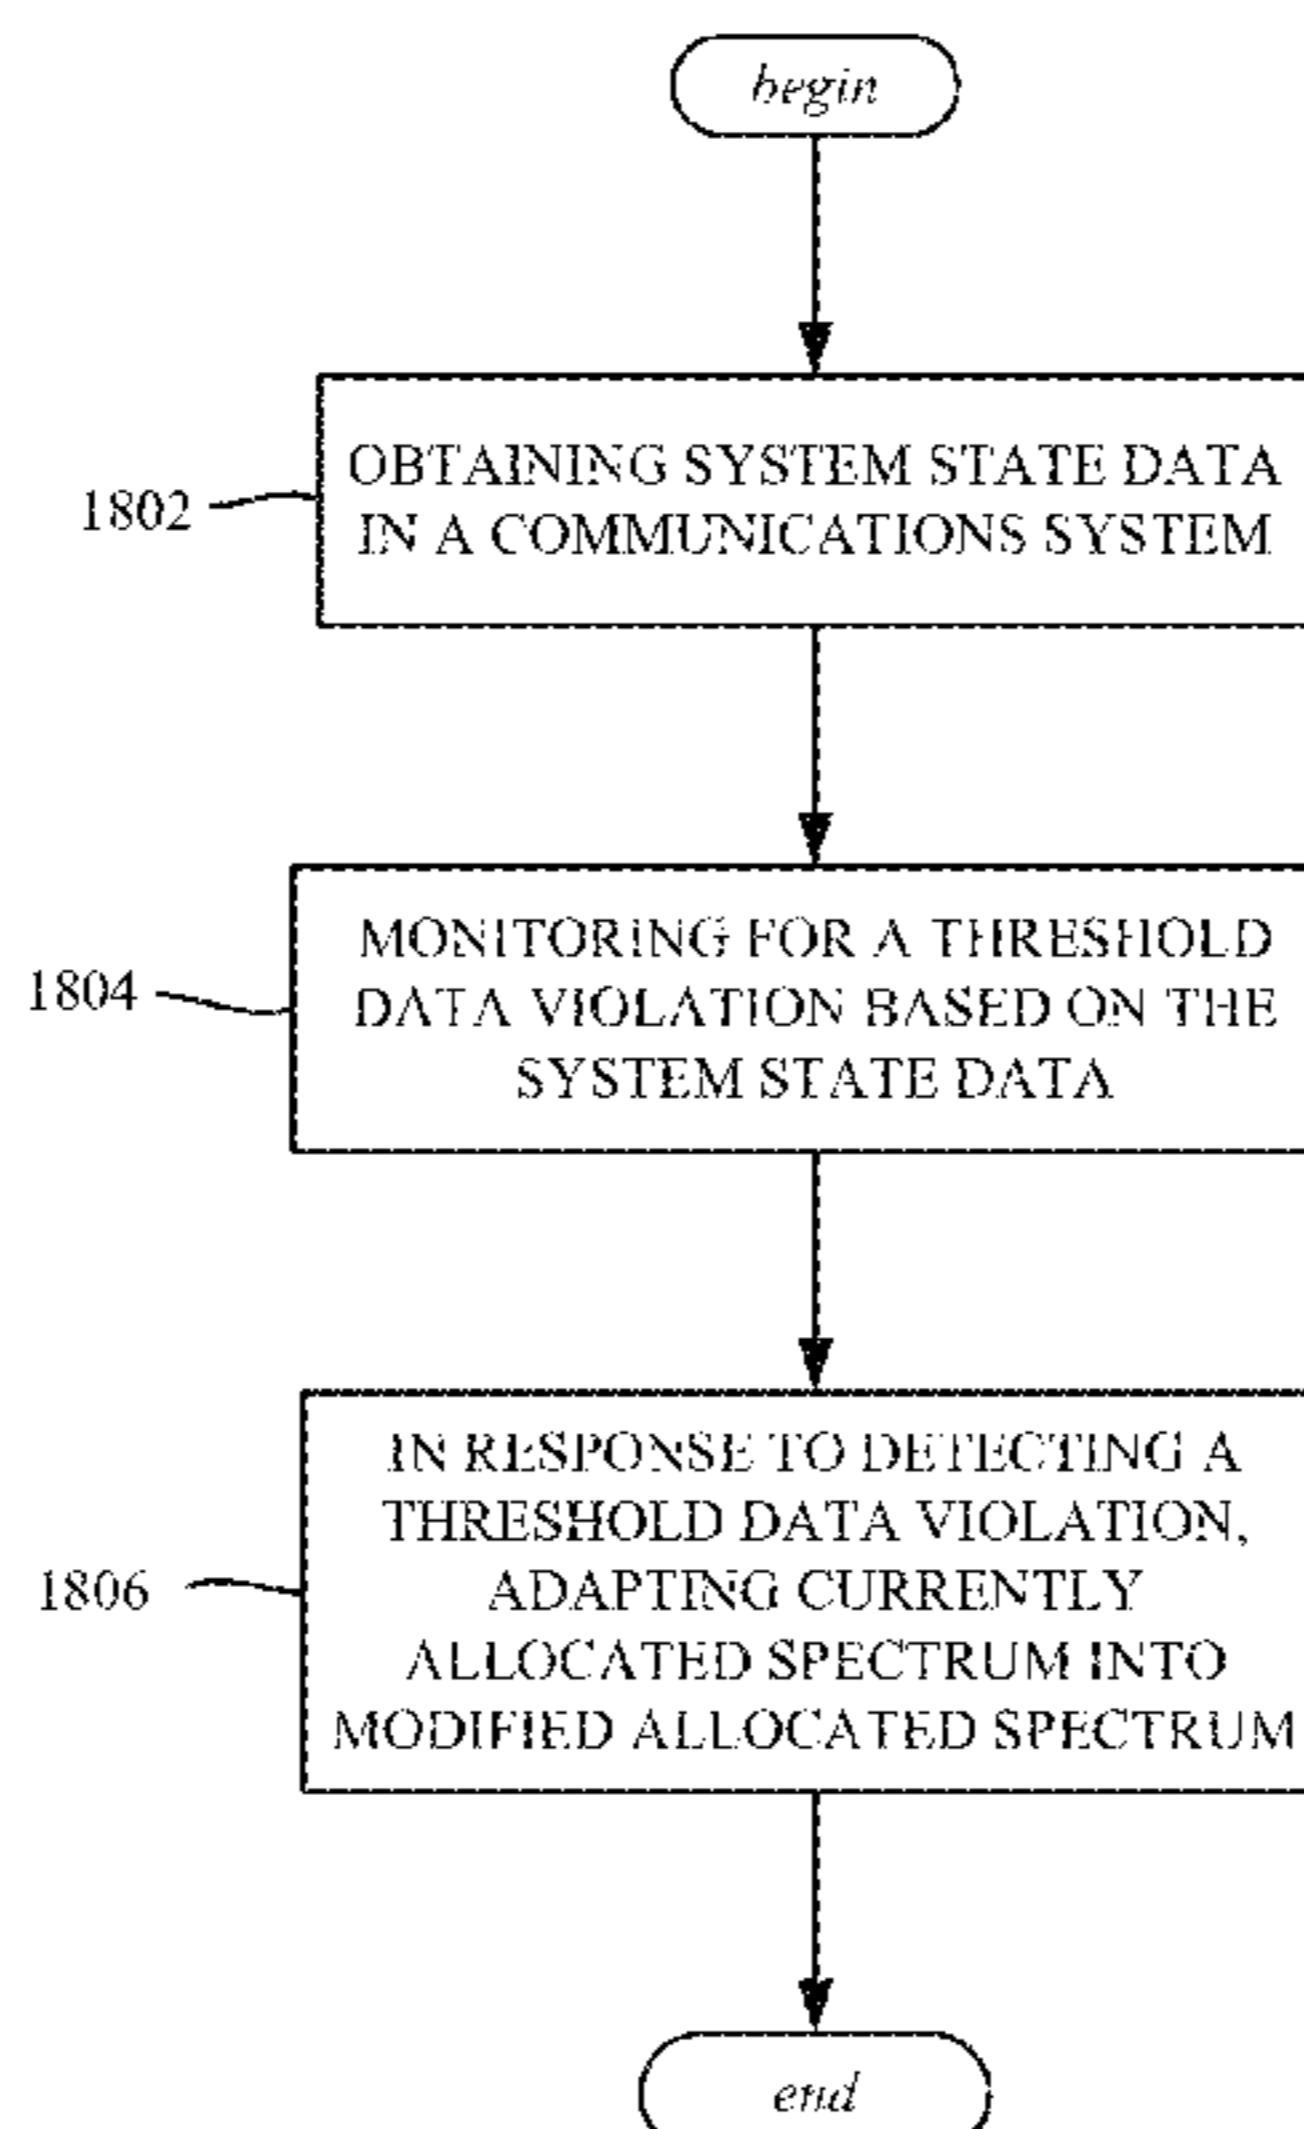 begin
OBTAINING SYSTEM STATE DATA
IN A COMMUNICATIONS SYSTEM
1802
MONITORING FOR A THRESHOLD
DATA VIOLATION BASED ON THE
SYSTEM STATE DATA
1804
IN RESPONSE TO DETECTING A
THRESHOLD DATA VIOLATION,
ADAPTING CURRENTLY
ALLOCATED SPECTRUM INTO
MODIFIED ALLOCATED SPECTRUM
1806
end